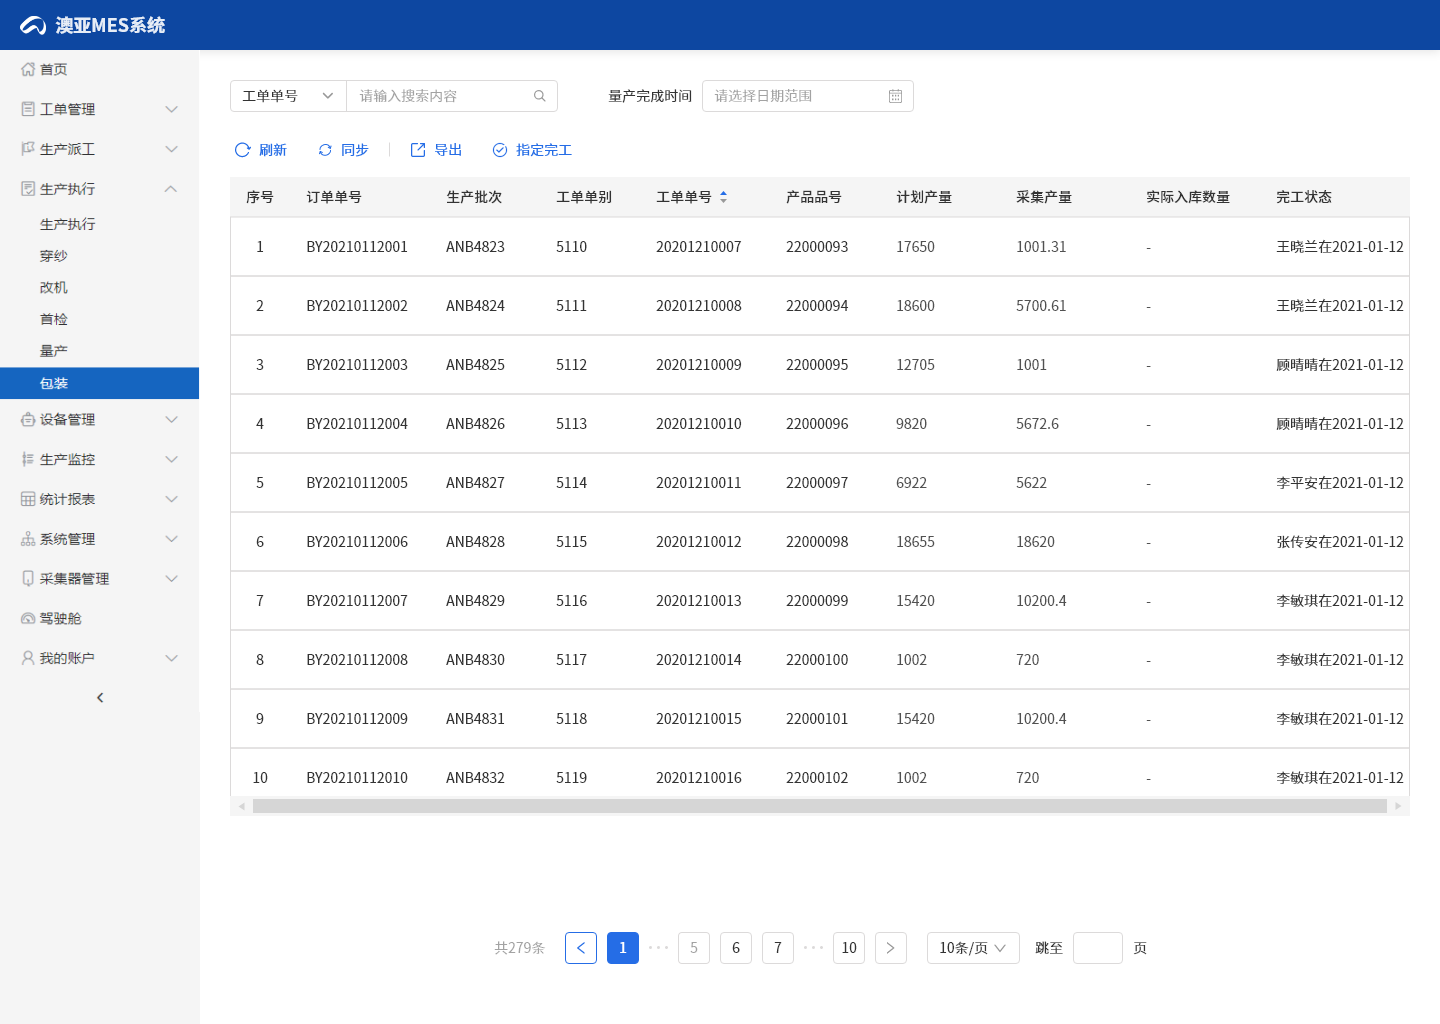 澳亚MES系统
首页
工单管理
生产派工
生产执行
生产执行
穿纱
改机
首检
量产
包装
设备管理
生产监控
统计报表
系统管理
采集器管理
驾驶舱
我的账户
工单单号 请输入搜索内容 量产完成时间 请选择日期范围
刷新 同步 导出 指定完工
序号 订单单号 生产批次 工单单别 工单单号 产品品号 计划产量 采集产量 实际入库数量 完工状态
1 BY20210112001 ANB4823 5110 20201210007 22000093 17650 1001.31 - 王晓兰在2021-01-12
2 BY20210112002 ANB4824 5111 20201210008 22000094 18600 5700.61 - 王晓兰在2021-01-12
3 BY20210112003 ANB4825 5112 20201210009 22000095 12705 1001 - 顾晴晴在2021-01-12
4 BY20210112004 ANB4826 5113 20201210010 22000096 9820 5672.6 - 顾晴晴在2021-01-12
5 BY20210112005 ANB4827 5114 20201210011 22000097 6922 5622 - 李平安在2021-01-12
6 BY20210112006 ANB4828 5115 20201210012 22000098 18655 18620 - 张传安在2021-01-12
7 BY20210112007 ANB4829 5116 20201210013 22000099 15420 10200.4 - 李敏琪在2021-01-12
8 BY20210112008 ANB4830 5117 20201210014 22000100 1002 720 - 李敏琪在2021-01-12
9 BY20210112009 ANB4831 5118 20201210015 22000101 15420 10200.4 - 李敏琪在2021-01-12
10 BY20210112010 ANB4832 5119 20201210016 22000102 1002 720 - 李敏琪在2021-01-12
共279条 1 ··· 5 6 7 ··· 10 10条/页 跳至 页